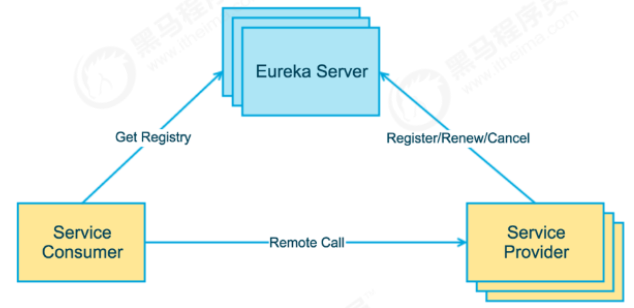 黑马程序员
www.itheima.com
黑马程序员
www.itheima.com
Eureka Server
Get Registry
Register/Renew/Cancel
Service
Consumer
Remote Call
Service
Provider